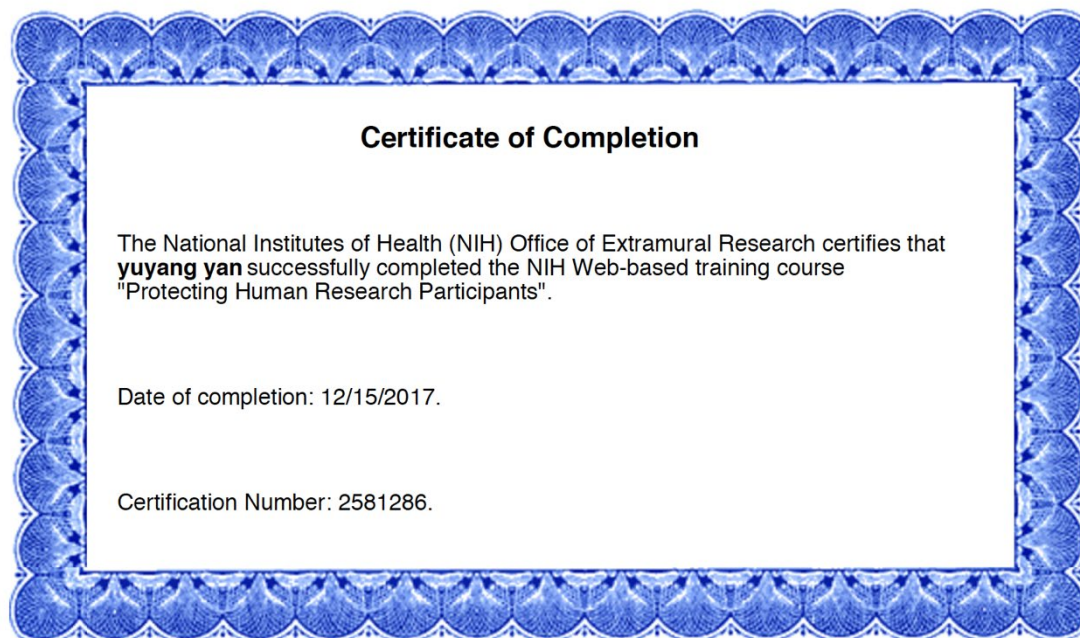 Certificate of Completion
The National Institutes of Health (NIH) Office of Extramural Research certifies that
yuyang yan successfully completed the NIH Web-based training course
"Protecting Human Research Participants".
Date of completion: 12/15/2017.
Certification Number: 2581286.